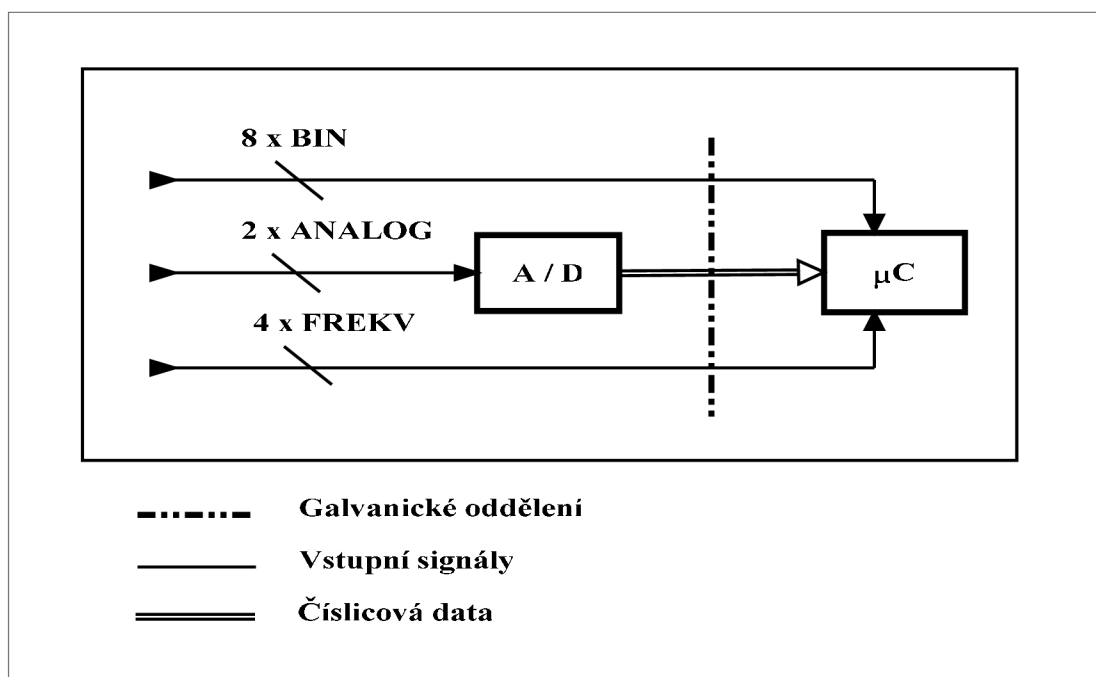 8 x BIN
2 x ANALOG
A / D
μC
4 x FREKV
Galvanické oddělení
Vstupní signály
Číslicová data